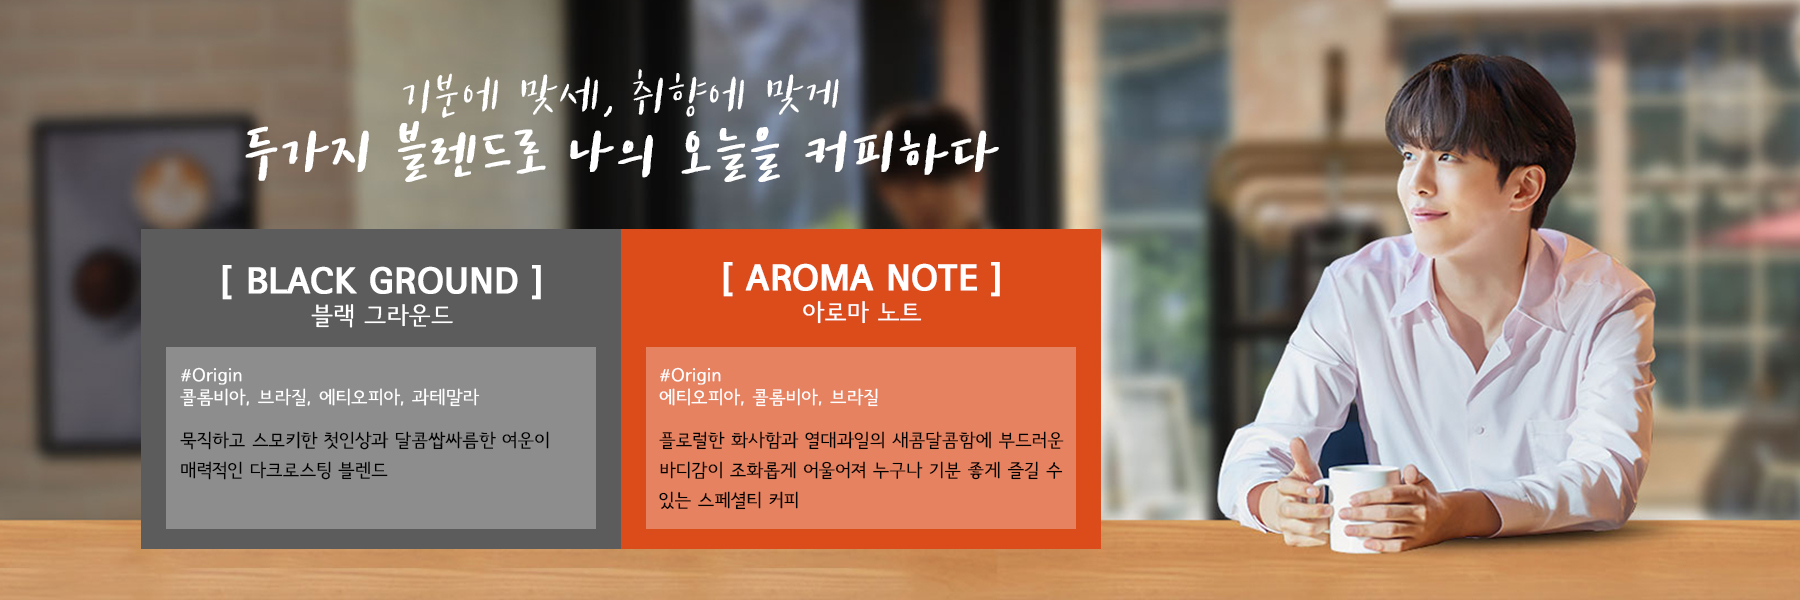 기분에 맞세, 취향에 맞게
두가지 블렌드로 나의 오늘을 커피하다
[ BLACK GROUND ]
블랙 그라운드
#Origin
콜롬비아, 브라질, 에티오피아, 과테말라
묵직하고 스모키한 첫인상과 달콤쌉싸름한 여운이
매력적인 다크로스팅 블렌드
[ AROMA NOTE ]
아로마 노트
#Origin
에티오피아, 콜롬비아, 브라질
플로럴한 화사함과 열대과일의 새콤달콤함에 부드러운
바디감이 조화롭게 어울어져 누구나 기분 좋게 즐길 수
있는 스페셜티 커피